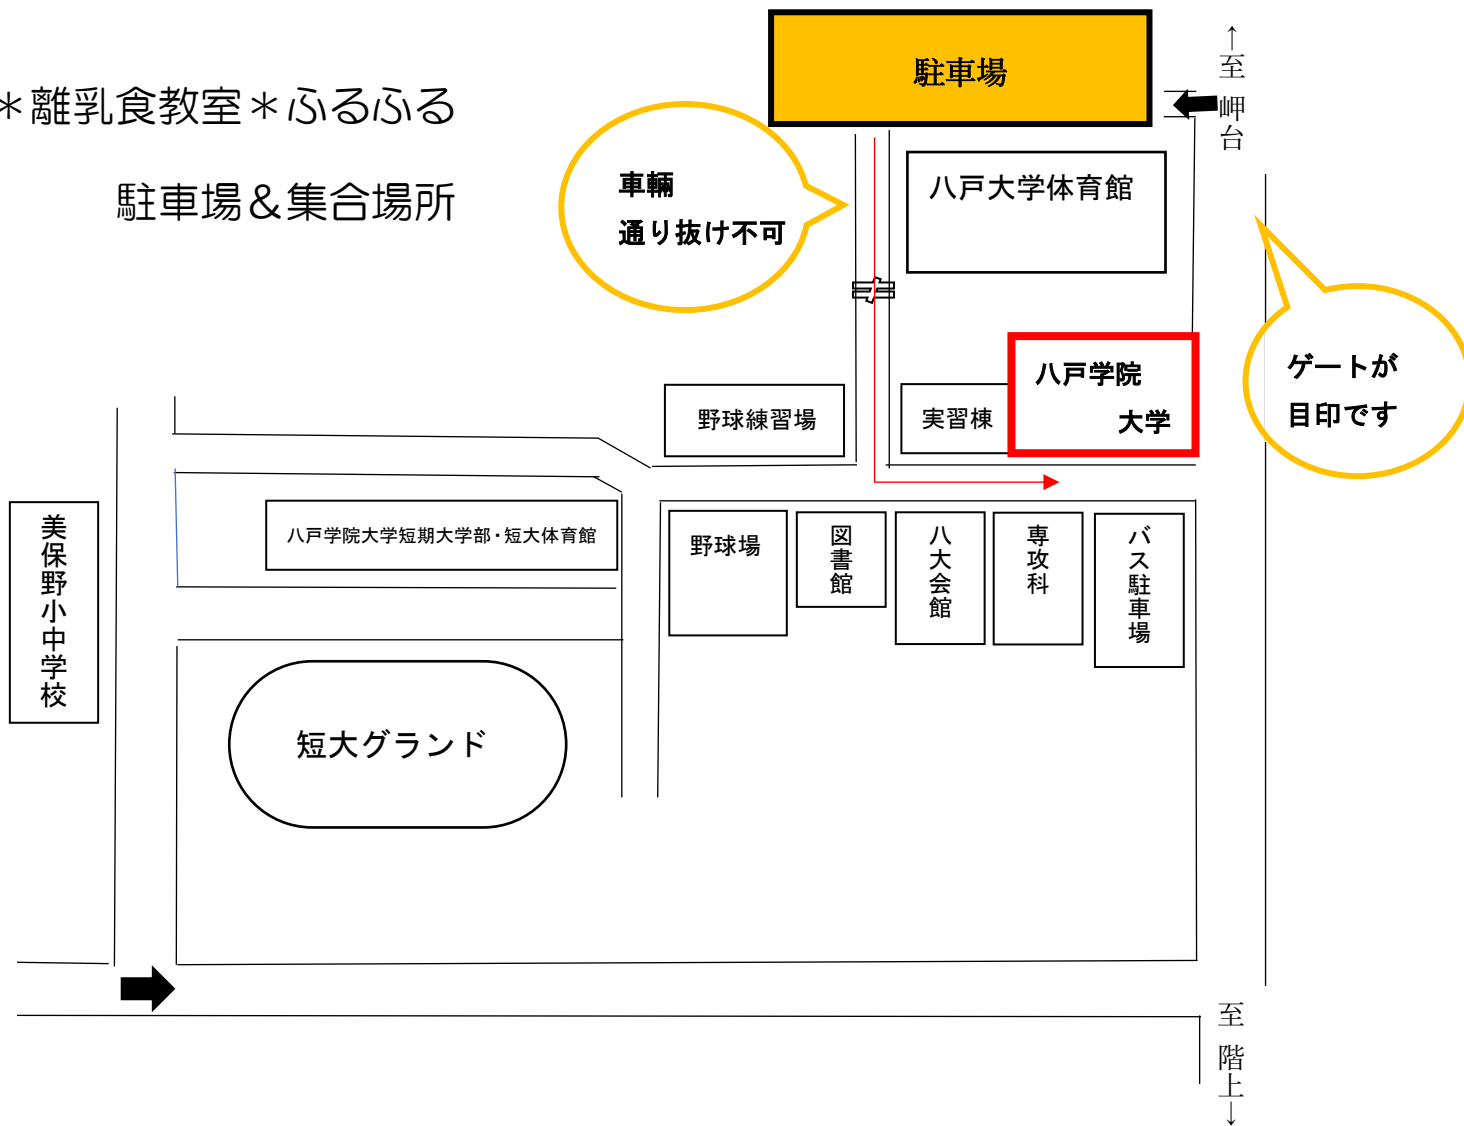 ＊離乳食教室＊ふるふる
駐車場＆集合場所
駐車場
←至 岬台
車輛
通り抜け不可
八戸大学体育館
ゲートが
目印です
八戸学院
大学
野球練習場
実習棟
美保野小中学校
八戸学院大学短期大学部・短大体育館
野球場
図書館
八大会館
専攻科
バス駐車場
短大グランド
至 階上→